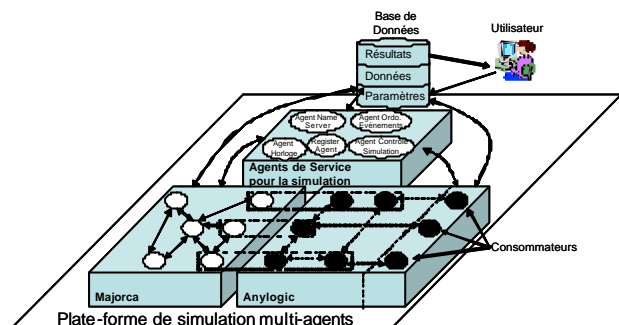 Base de
Données
Utilisateur
Résultats
Données
Paramètres
Agent Name
Server
Agent Ordo.
Evénements
Agent
Horloge
Register
Agent
Agent Contrôle
Simulation
Agents de Service
pour la simulation
Consommateurs
Majorca
Anylogic
Plate-forme de simulation multi-agents